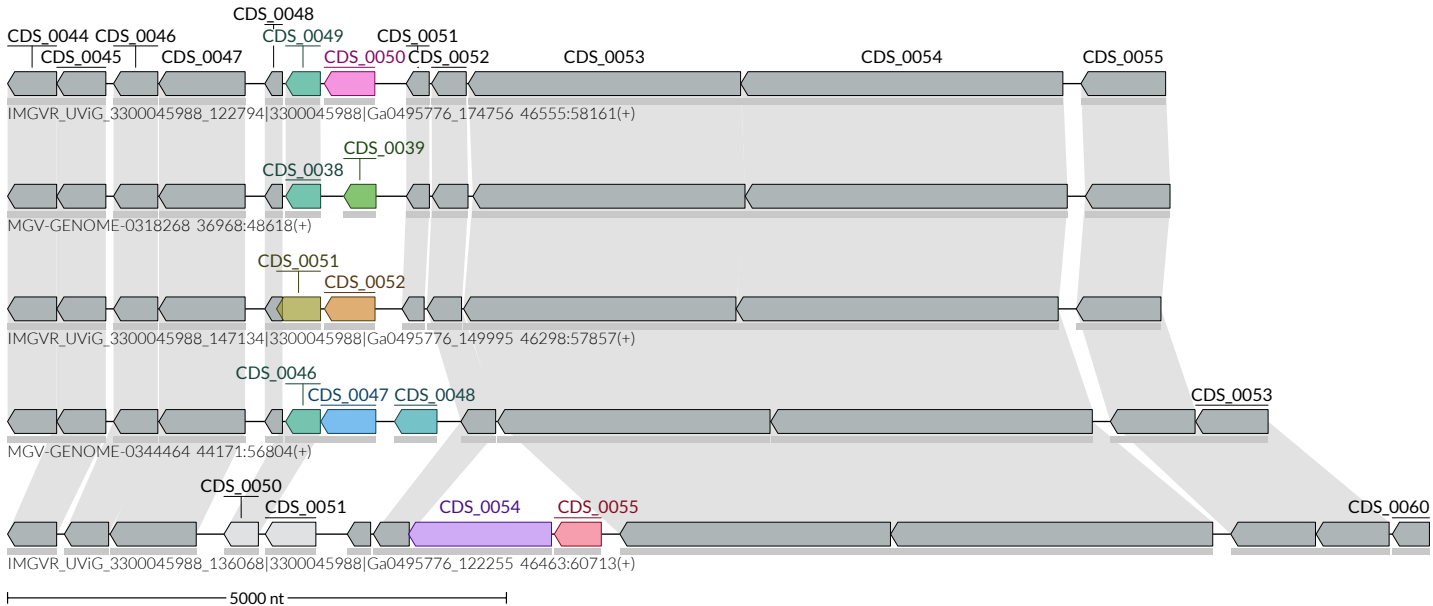 CDS_0048
CDS_0044 CDS_0046 CDS_0049 CDS_0051
CDS_0045 CDS_0047 CDS_0050 CDS_0052 CDS_0053 CDS_0054 CDS_0055
IMGVR_UViG_3300045988_122794|3300045988|Ga0495776_174756 46555:58161(+)
CDS_0039
CDS_0038
MGV-GENOME-0318268 36968:48618(+)
CDS_0051
CDS_0052
IMGVR_UViG_3300045988_147134|3300045988|Ga0495776_149995 46298:57857(+)
CDS_0046
CDS_0047 CDS_0048 CDS_0053
MGV-GENOME-0344464 44171:56804(+)
CDS_0050
CDS_0051 CDS_0054 CDS_0055 CDS_0060
IMGVR_UViG_3300045988_136068|3300045988|Ga0495776_122255 46463:60713(+)
5000 nt